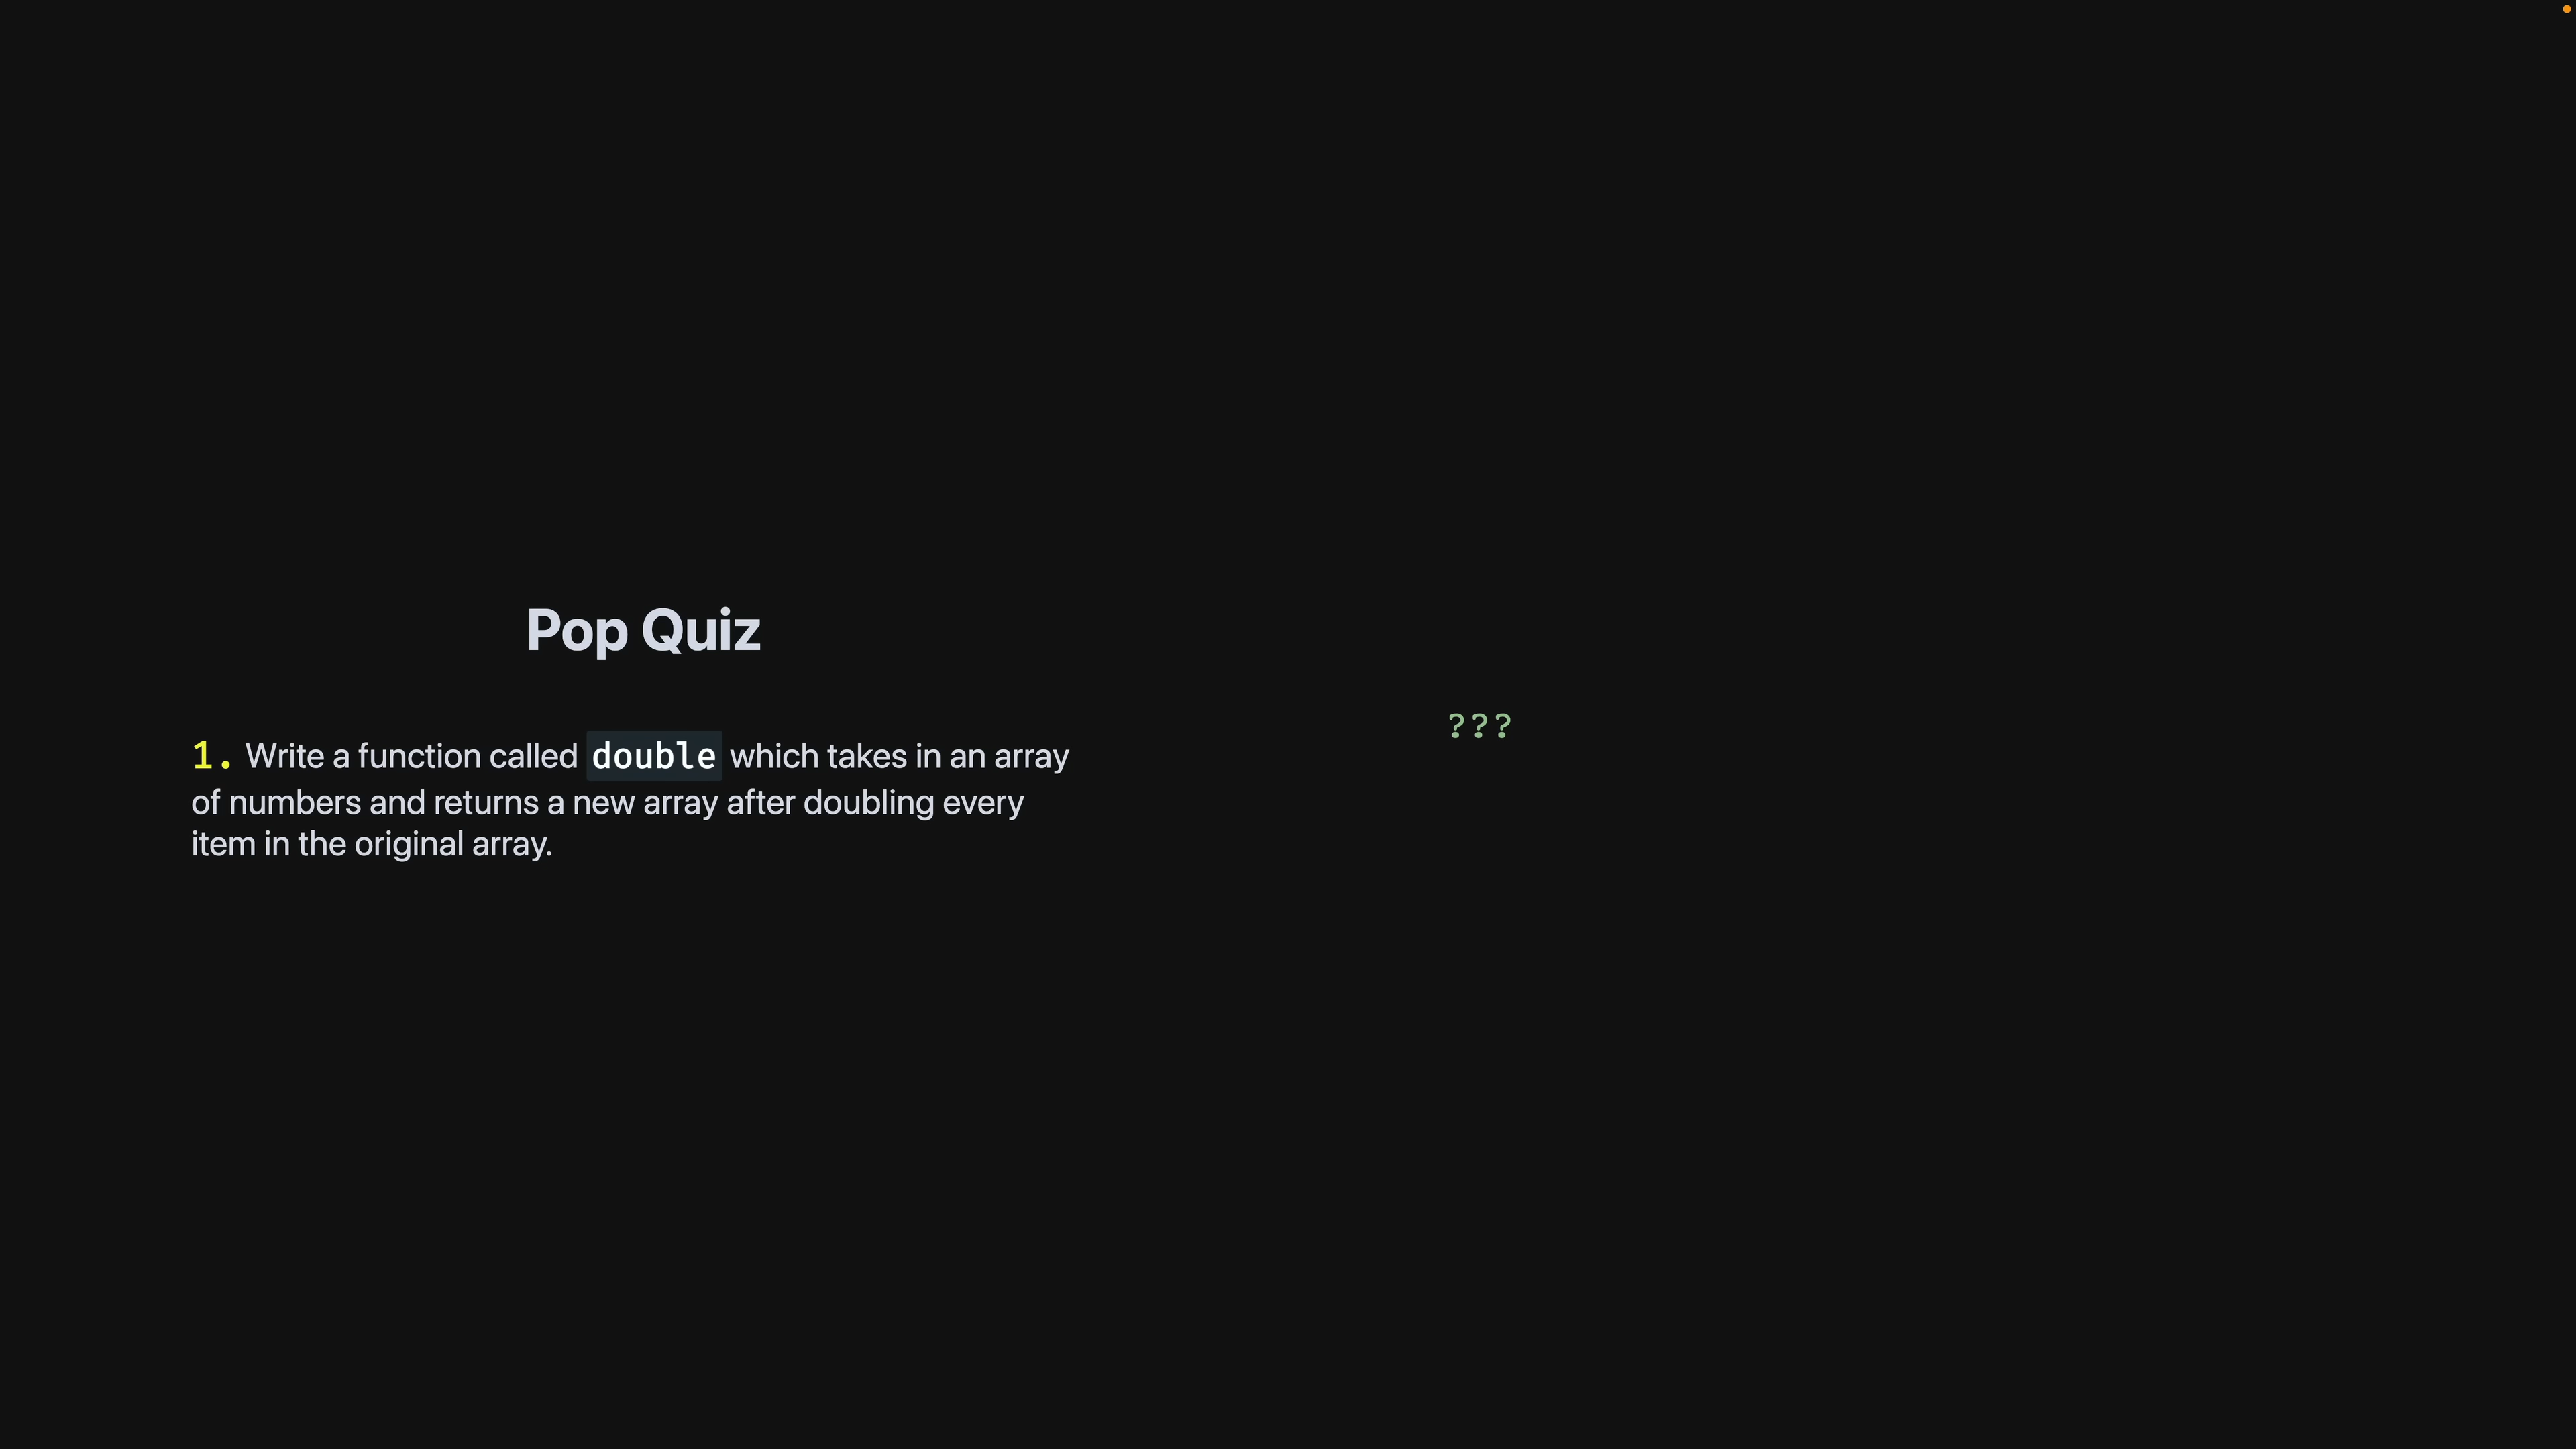 Pop Quiz
1. Write a function called double which takes in an array
of numbers and returns a new array after doubling every
item in the original array.
???